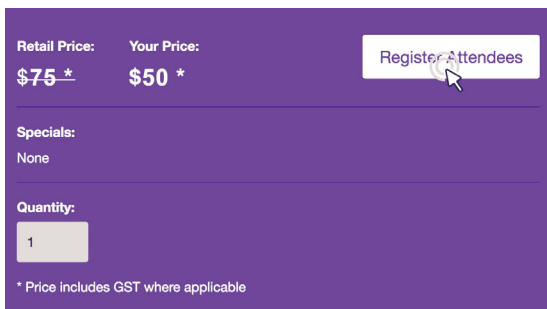 Retail Price: Your Price:
$75 * $50 *
Register Attendees
Specials:
None
Quantity:
1
* Price includes GST where applicable